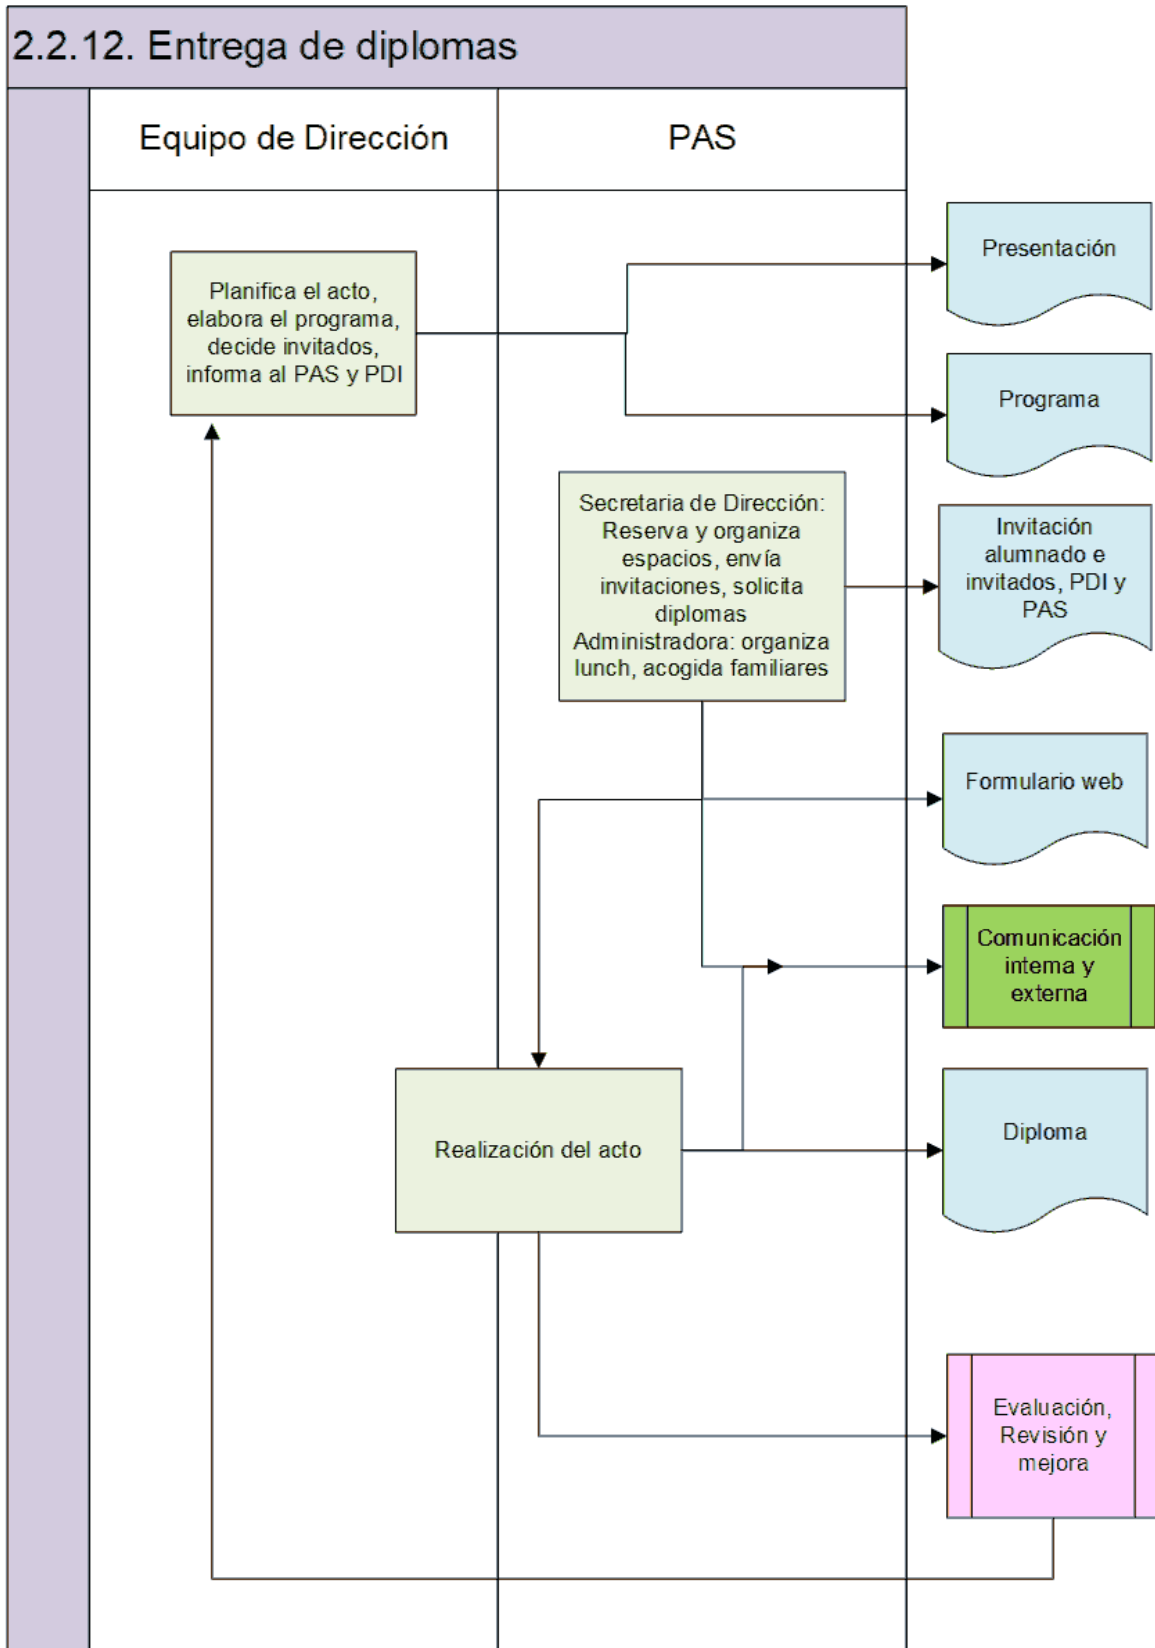 2.2.12. Entrega de diplomas
Equipo de Dirección
PAS
Presentación
Planifica el acto,
elabora el programa,
decide invitados,
informa al PAS y PDI
Programa
Secretaria de Dirección:
Reserva y organiza
espacios, envía
invitaciones, solicita
diplomas
Administradora: organiza
lunch, acogida familiares
Invitación
alumnado e
invitados, PDI y
PAS
Formulario web
Comunicación
interna y
externa
Realización del acto
Diploma
Evaluación,
Revisión y
mejora